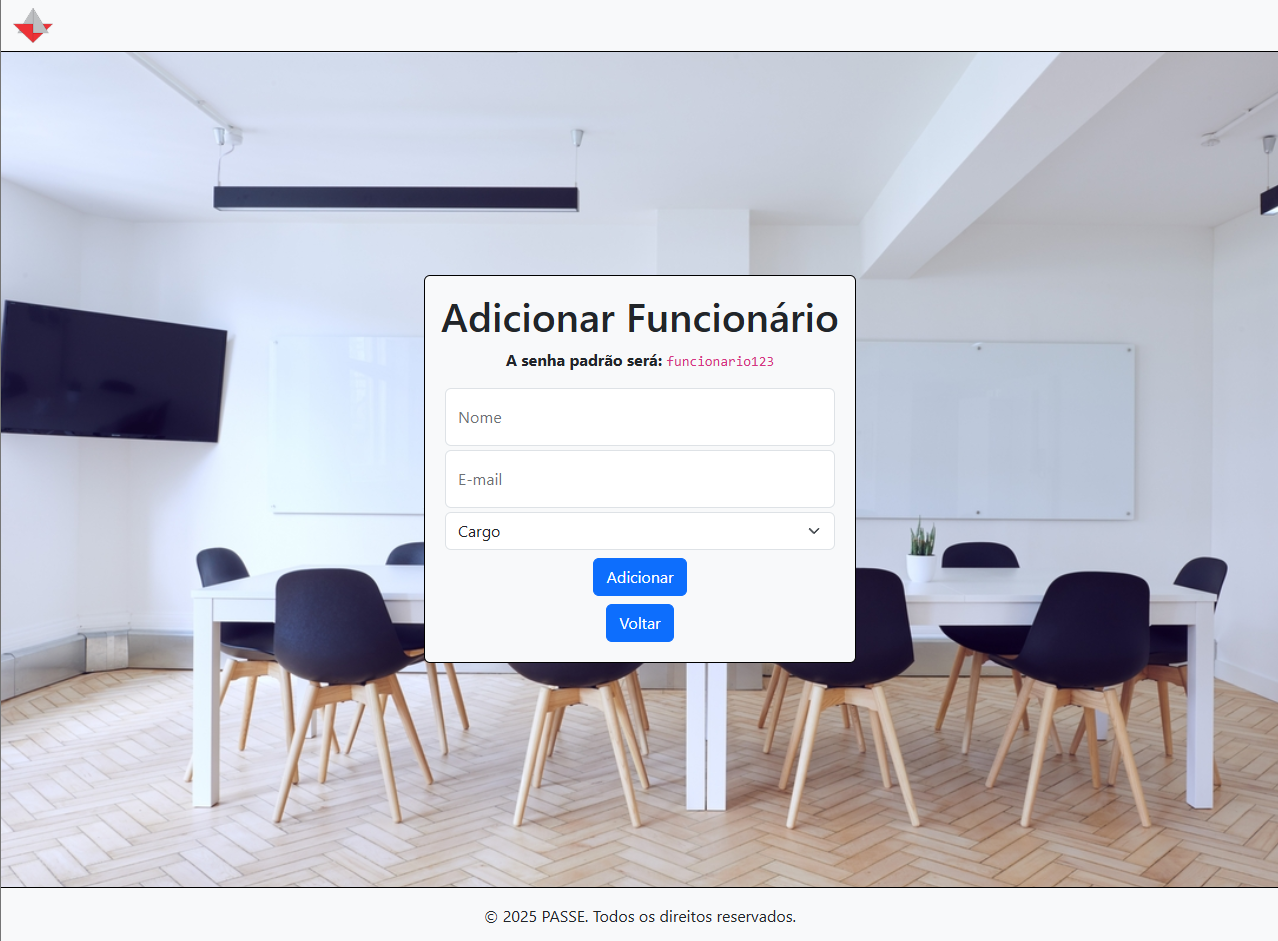 Adicionar Funcionário
A senha padrão será: funcionario123
Nome
E-mail
Cargo
Adicionar
Voltar
© 2025 PASSE. Todos os direitos reservados.